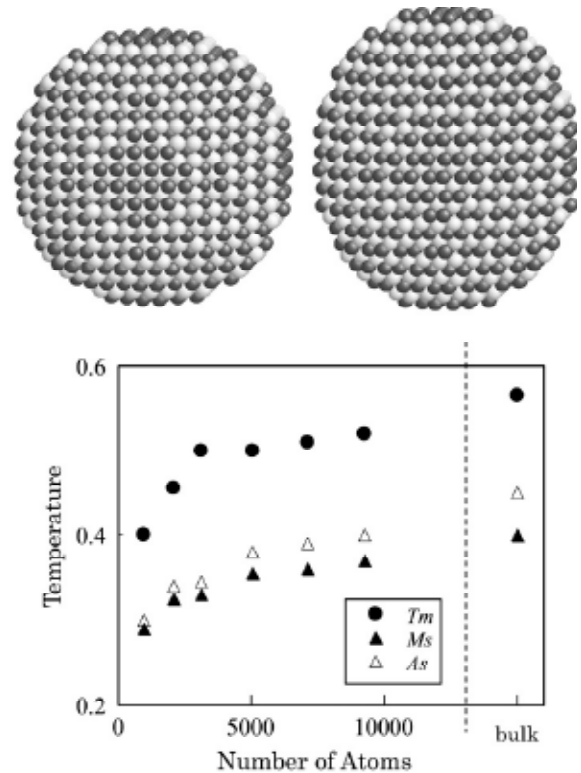 0.6
0.4
0.2
Temperature
Tm
Ms
As
0
5000
10000
bulk
Number of Atoms